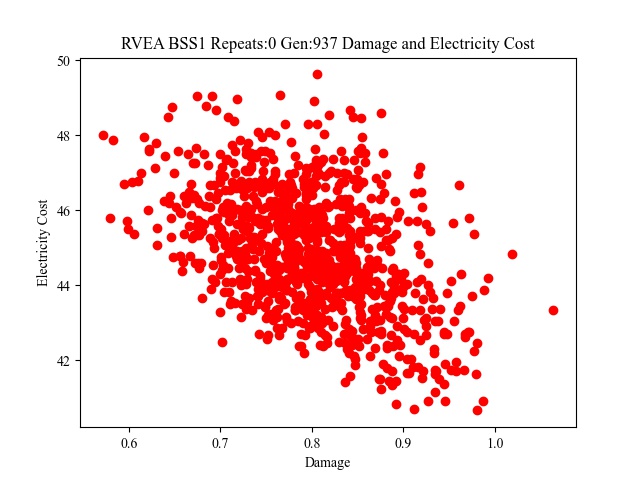 RVEA BSS1 Repeats:0 Gen:937 Damage and Electricity Cost
50
48
46
44
42
Electricity Cost
0.6 0.7 0.8 0.9 1.0
Damage